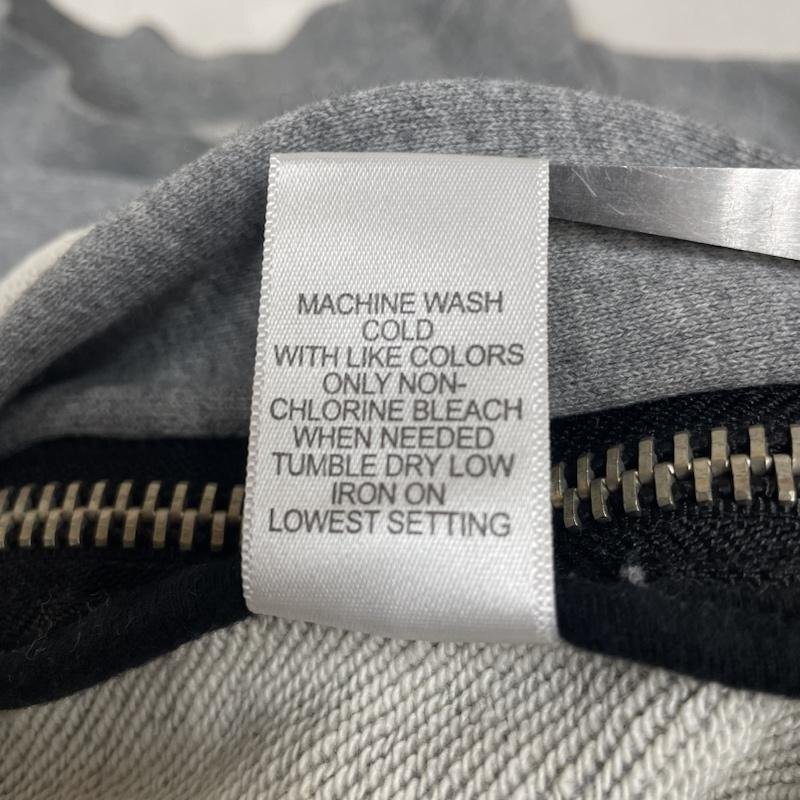 MACHINE WASH
COLD
WITH LIKE COLORS
ONLY NON-
CHLORINE BLEACH
WHEN NEEDED
TUMBLE DRY LOW
IRON ON
LOWEST SETTING